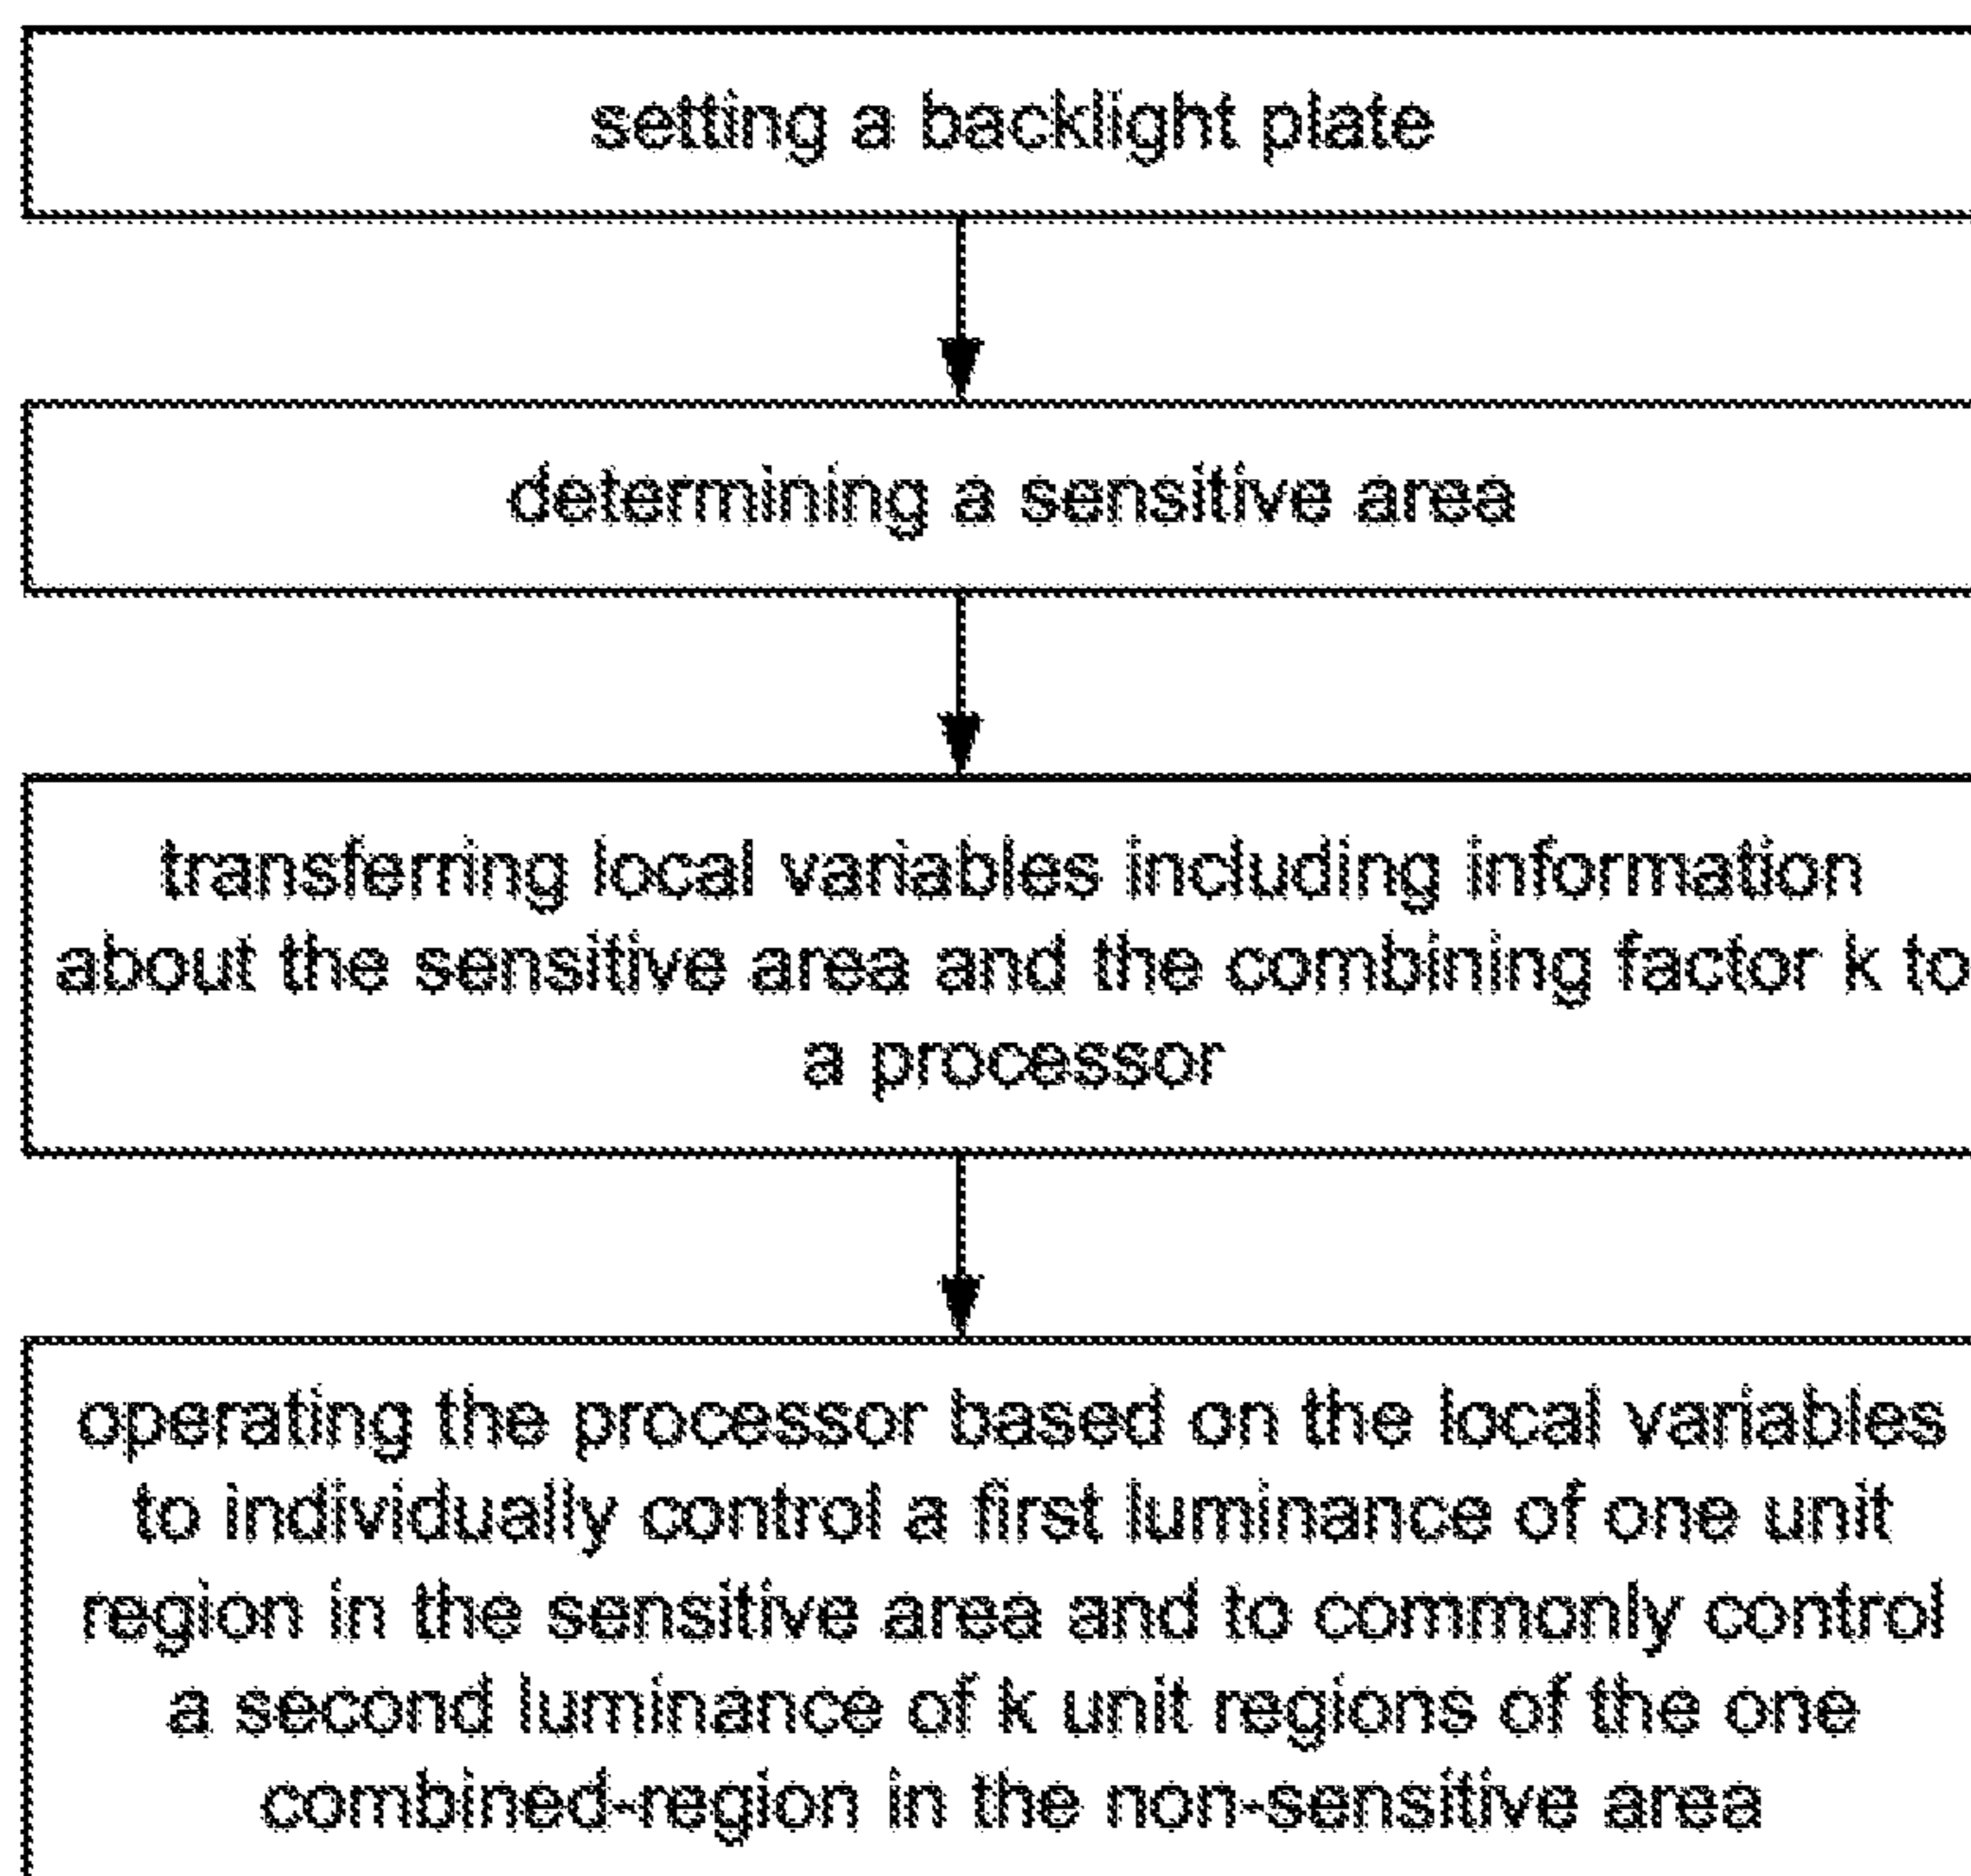 setting a backlight plate
determining a sensitive area
transferring local variables including information
about the sensitive area and the combining factor k to
a processor
operating the processor based on the local variables
to individually control a first luminance of one unit
region in the sensitive area and to commonly control
a second luminance of k unit regions of the one
combined-region in the non-sensitive area